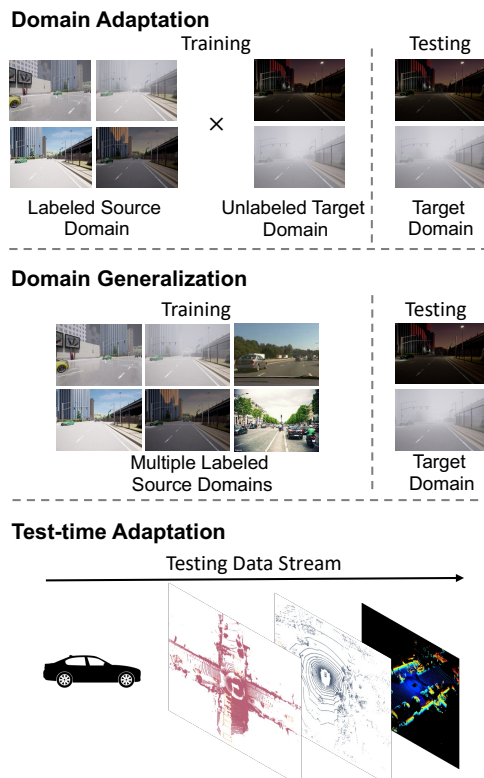 Domain Adaptation
Training
Testing
×
Labeled Source
Domain
Unlabeled Target
Domain
Target
Domain
Domain Generalization
Training
Testing
Multiple Labeled
Source Domains
Target
Domain
Test-time Adaptation
Testing Data Stream